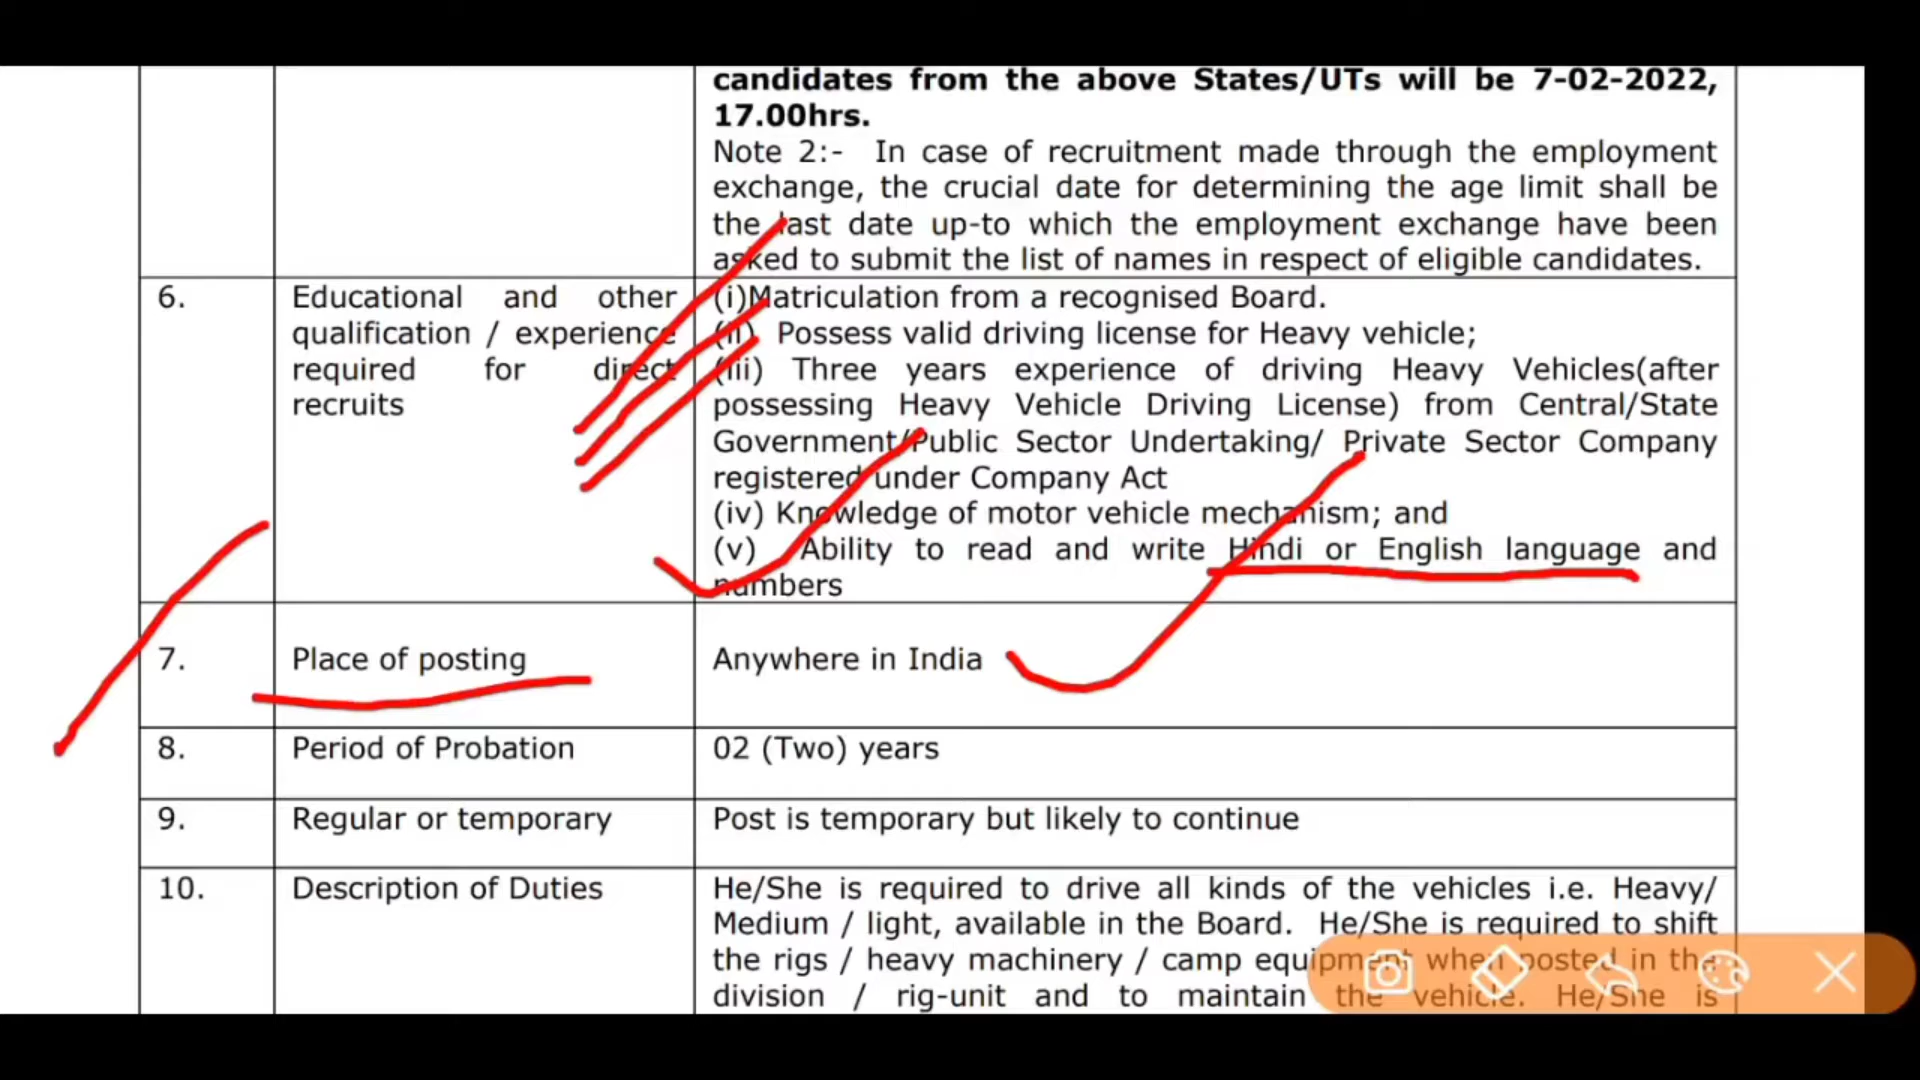 candidates from the above States/UTs will be 7-02-2022,
17.00hrs.
Note 2:- In case of recruitment made through the employment
exchange, the crucial date for determining the age limit shall be
the last date up-to which the employment exchange have been
asked to submit the list of names in respect of eligible candidates.
6.
Educational and other
qualification / experience
required for direct
recruits
(i)Matriculation from a recognised Board.
(ii) Possess valid driving license for Heavy vehicle;
(iii) Three years experience of driving Heavy Vehicles(after
possessing Heavy Vehicle Driving License) from Central/State
Government/Public Sector Undertaking/ Private Sector Company
registered under Company Act
(iv) Knowledge of motor vehicle mechanism; and
(v) Ability to read and write Hindi or English language and
numbers
7.
Place of posting
Anywhere in India
8.
Period of Probation
02 (Two) years
9.
Regular or temporary
Post is temporary but likely to continue
10.
Description of Duties
He/She is required to drive all kinds of the vehicles i.e. Heavy/
Medium / light, available in the Board. He/She is required to shift
the rigs / heavy machinery / camp equipment when posted in the
division / rig-unit and to maintain the vehicle. He/She is